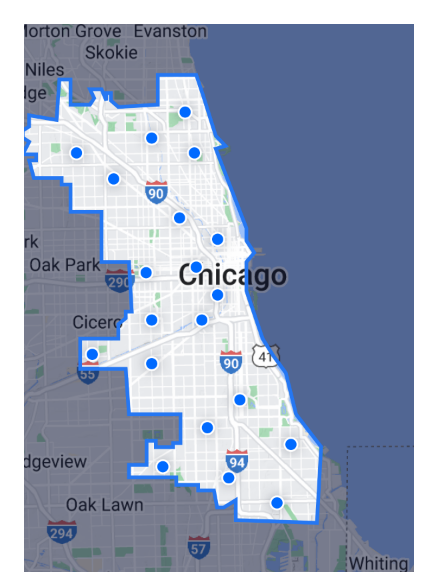 Morton Grove Evanston
Skokie
Niles
dge
90
rk
Oak Park
290
Chicago
Cicero
41
55
90
dgeview
94
Oak Lawn
294
57
Whiting